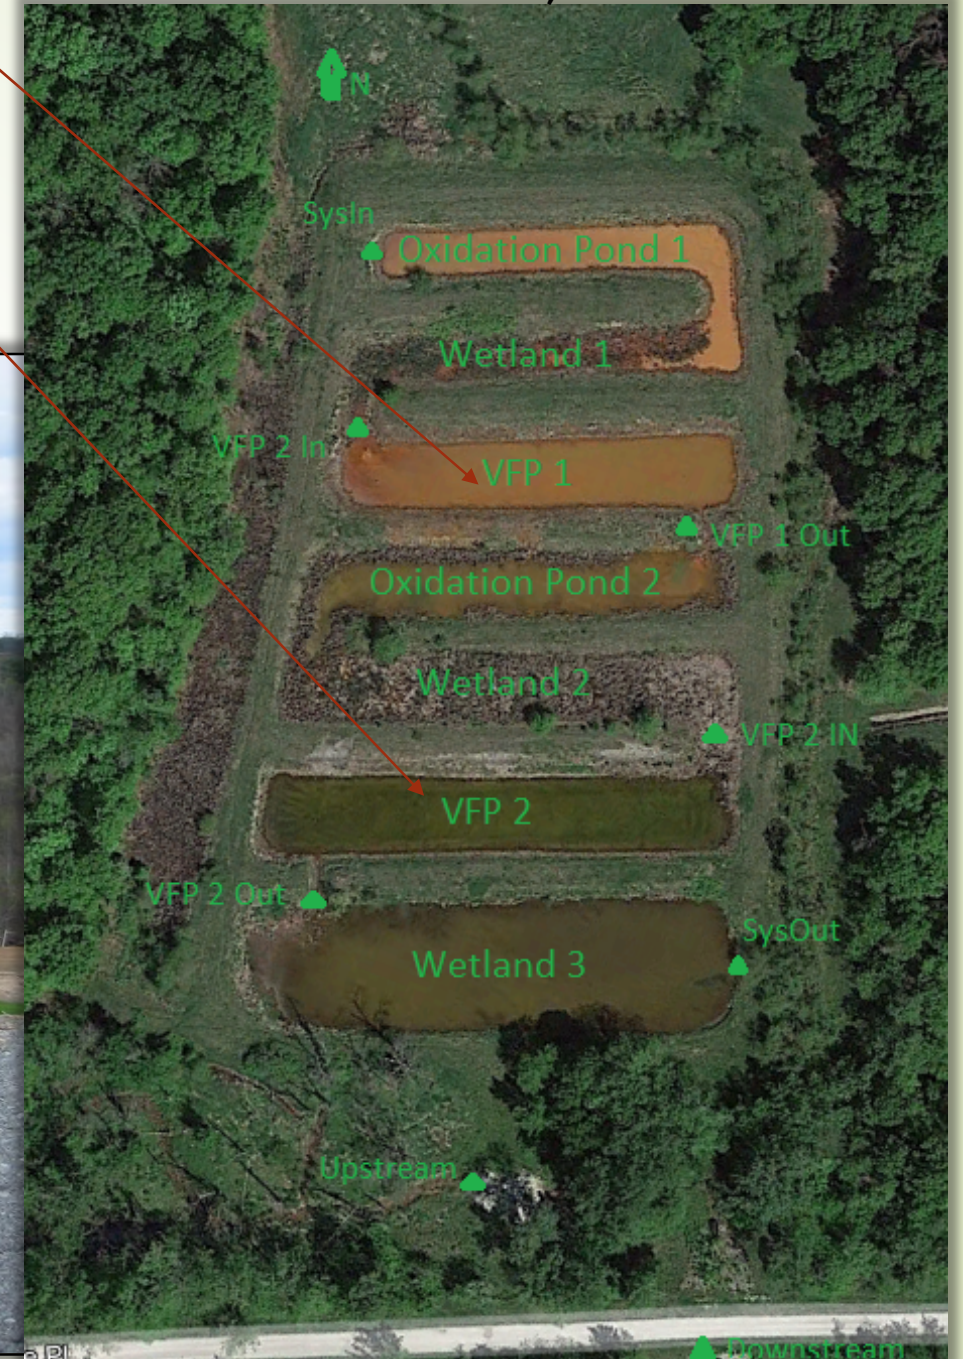 N
SysIn
Oxidation Pond 1
Wetland 1
VFP 2 In
VFP 1
VFP 1 Out
Oxidation Pond 2
Wetland 2
VFP 2 IN
VFP 2
VFP 2 Out
SysOut
Wetland 3
Upstream
Downstream
e Pl